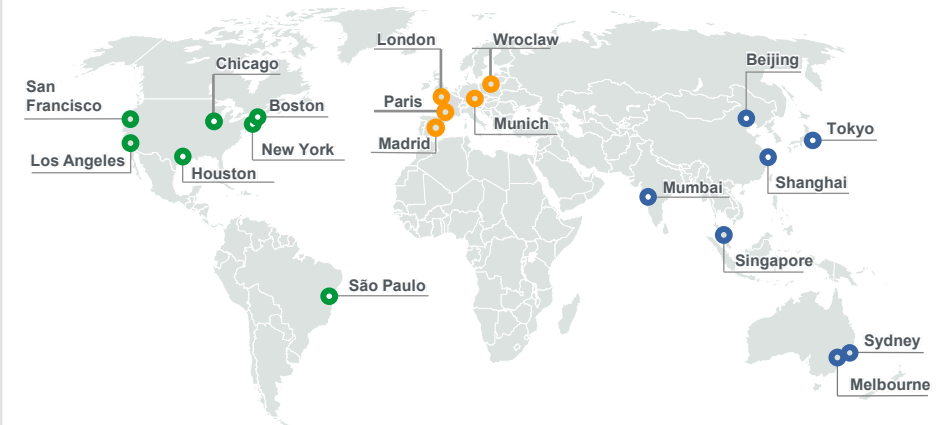 London
Wroclaw
Chicago
Beijing
San
Francisco
Boston
Paris
Tokyo
Munich
Madrid
New York
Los Angeles
Houston
Mumbai
Shanghai
Singapore
São Paulo
Sydney
Melbourne